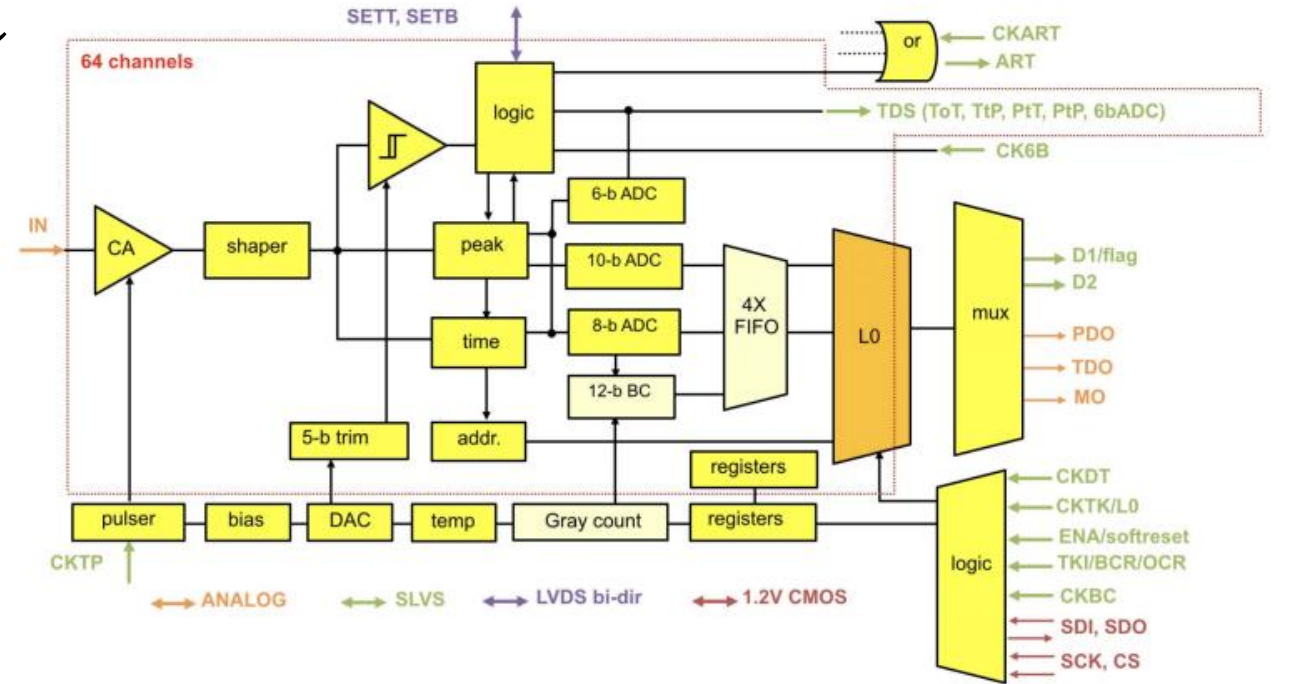 SETT, SETB
64 channels
or
CKART
ART
logic
TDS (ToT, TtP, PtT, PtP, 6bADC)
CK6B
6-b ADC
IN
CA
shaper
peak
10-b ADC
4X
FIFO
L0
mux
D1/flag
D2
PDO
TDO
MO
time
8-b ADC
12-b BC
5-b trim
addr.
registers
pulser
bias
DAC
temp
Gray count
registers
logic
CKDT
CKTK/L0
ENA/softreset
TKI/BCR/OCR
CKBC
SDI, SDO
SCK, CS
CKTP
ANALOG
SLVS
LVDS bi-dir
1.2V CMOS